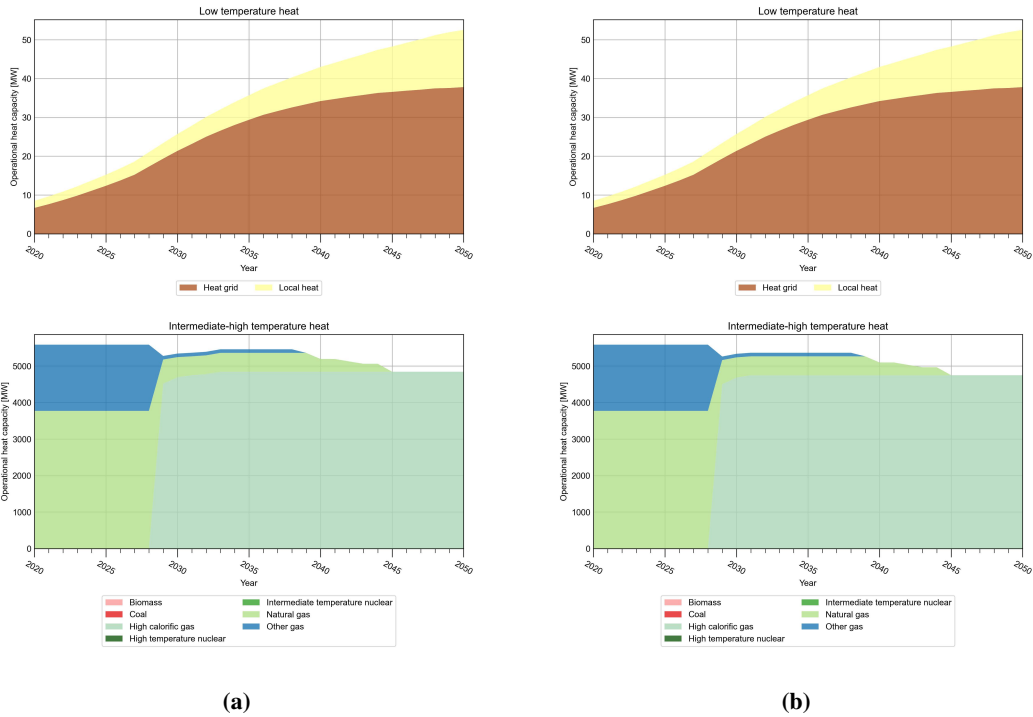 Low temperature heat
Operational heat capacity [MW]
50
40
30
20
10
0
2020 2025 2030 2035 2040 2045 2050
Year
Heat grid Local heat
Intermediate-high temperature heat
Operational heat capacity [MW]
5000
4000
3000
2000
1000
0
2020 2025 2030 2035 2040 2045 2050
Year
Biomass Intermediate temperature nuclear
Coal Natural gas
High calorific gas Other gas
High temperature nuclear
(a)
Low temperature heat
Operational heat capacity [MW]
50
40
30
20
10
0
2020 2025 2030 2035 2040 2045 2050
Year
Heat grid Local heat
Intermediate-high temperature heat
Operational heat capacity [MW]
5000
4000
3000
2000
1000
0
2020 2025 2030 2035 2040 2045 2050
Year
Biomass Intermediate temperature nuclear
Coal Natural gas
High calorific gas Other gas
High temperature nuclear
(b)